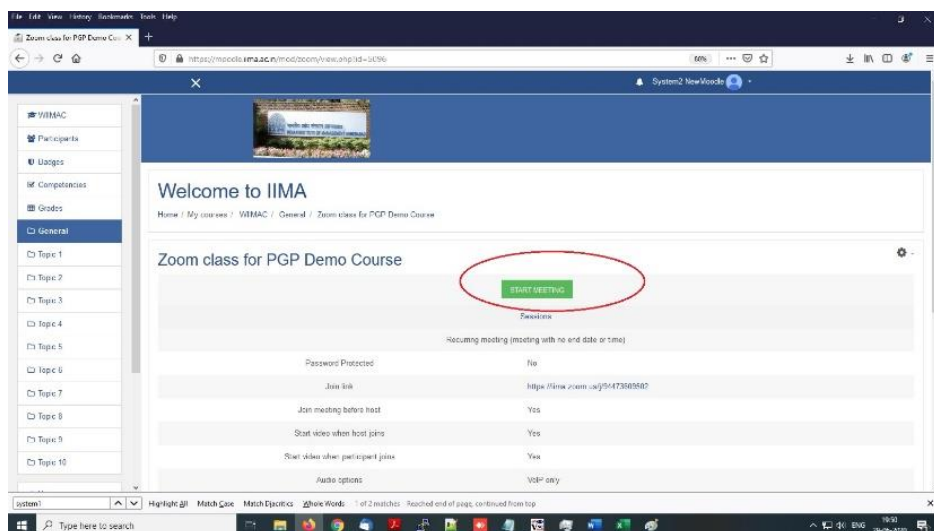 File Edit View History Bookmarks Tools Help
Zoom class for PGP Demo Cou
80%
System2 NewMoodle
WIMAC
Participants
Badges
Competencies
Grades
General
Topic 1
Topic 2
Topic 3
Topic 4
Topic 5
Topic 6
Topic 7
Topic 8
Topic 9
Topic 10
Welcome to IIMA
Home / My courses / WIMAC / General / Zoom class for PGP Demo Course
Zoom class for PGP Demo Course
START MEETING
Sessions
Recurring meeting (meeting with no end date or time)
Password Protected No
Join link
Join meeting before host Yes
Start video when host joins Yes
Start video when participant joins Yes
Audio options VoIP only
system1 Highlight All Match Case Match Diacritics Whole Words 1 of 2 matches Reached end of page, continued from top
Type here to search
ENG 19:50